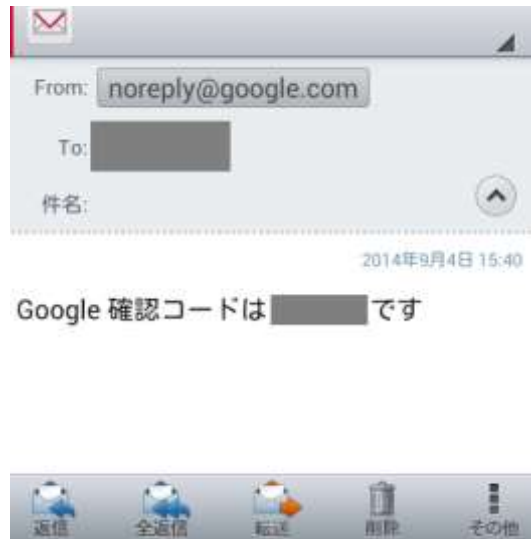 From: noreply@google.com
To:
件名:
2014年9月4日 15:40
Google 確認コードは です
返信 全返信 転送 削除 その他